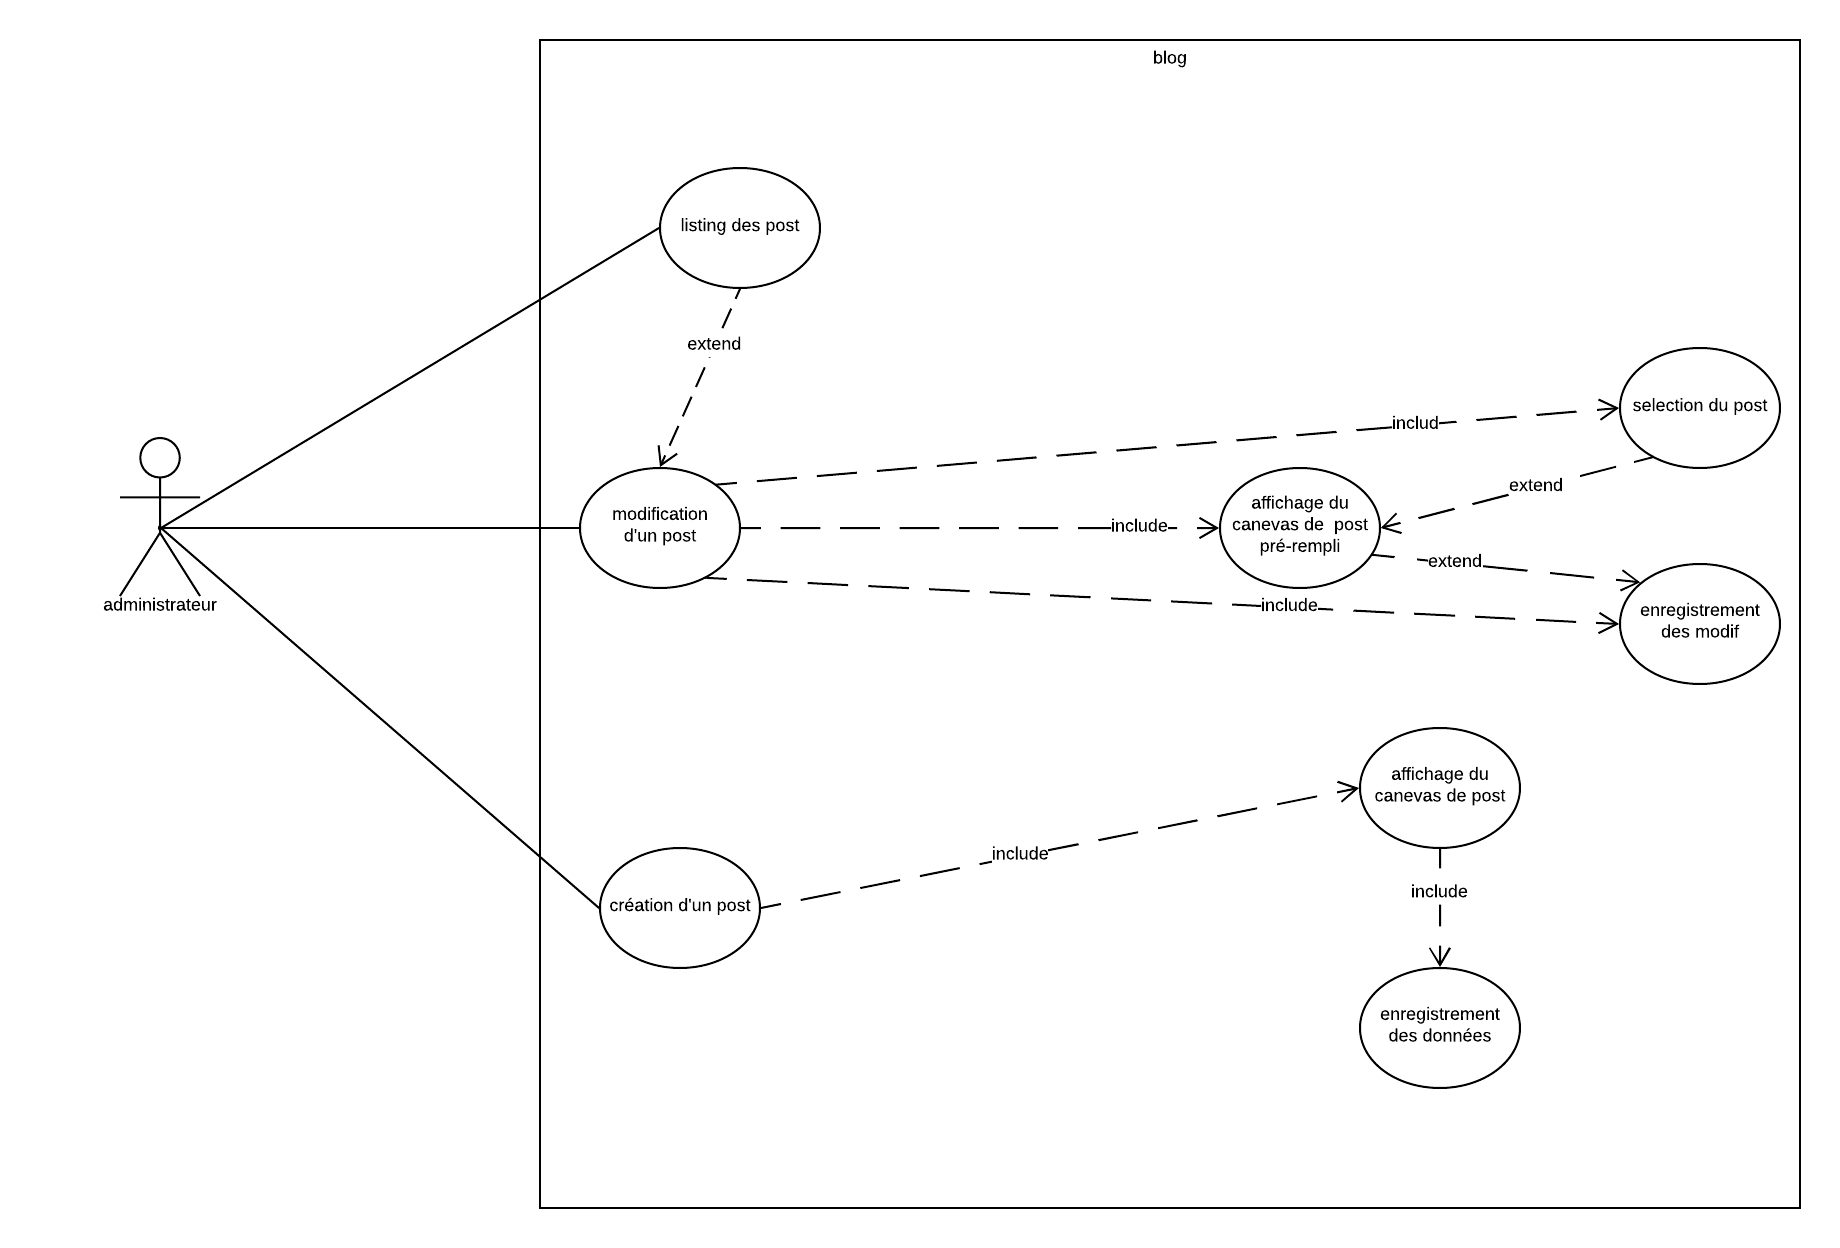 blog
listing des post
extend
selection du post
includ
extend
modification
d'un post
include
affichage du
canevas de  post
pré-rempli
extend
include
enregistrement
des modif
administrateur
affichage du
canevas de post
include
include
création d'un post
enregistrement
des données